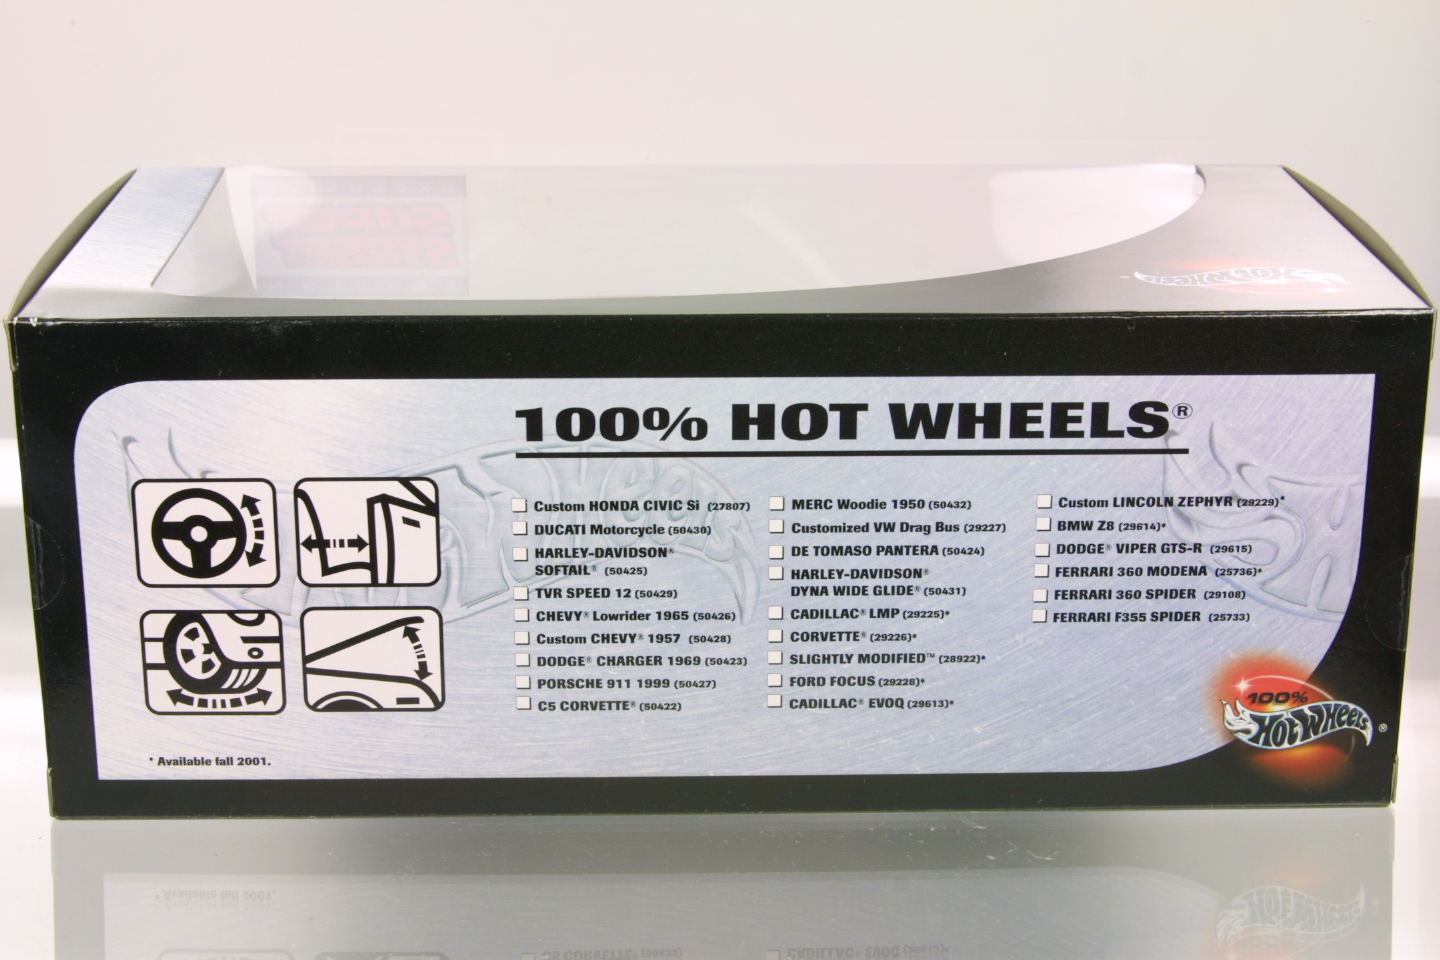 100% HOT WHEELS®
Custom HONDA CIVIC Si (27807)
DUCATI Motorcycle (50430)
HARLEY-DAVIDSON®
SOFTAIL® (50425)
TVR SPEED 12 (50429)
CHEVY® Lowrider 1965 (50426)
Custom CHEVY® 1957 (50428)
DODGE® CHARGER 1969 (50423)
PORSCHE 911 1999 (50427)
C5 CORVETTE® (50422)
MERC Woodie 1950 (50432)
Customized VW Drag Bus (29227)
DE TOMASO PANTERA (50424)
HARLEY-DAVIDSON®
DYNA WIDE GLIDE® (50431)
CADILLAC® LMP (29225)*
CORVETTE® (29226)*
SLIGHTLY MODIFIED™ (28922)*
FORD FOCUS (29228)*
CADILLAC® EVOQ (29613)*
Custom LINCOLN ZEPHYR (29229)*
BMW Z8 (29614)*
DODGE® VIPER GTS-R (29615)
FERRARI 360 MODENA (25736)*
FERRARI 360 SPIDER (29108)
FERRARI F355 SPIDER (25733)
* Available fall 2001.
100%
Hot Wheels®